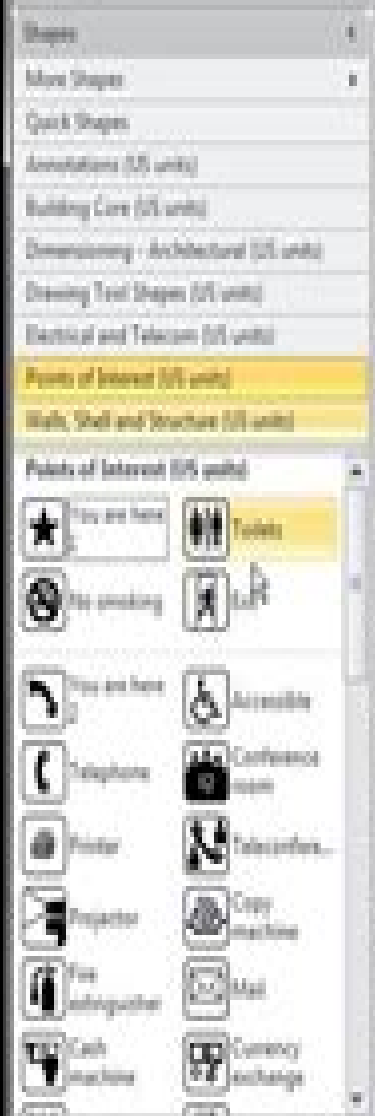 Shapes
More Shapes
Quick Shapes
Annotations (US units)
Building Core (US units)
Dimensioning - Architectural (US units)
Drawing Tool Shapes (US units)
Electrical and Telecom (US units)
Points of Interest (US units)
Walls, Shell and Structure (US units)
Points of Interest (US units)
You are here
2
Toilets
No smoking
You are here
2
Accessible
Telephone
Conference
room
Printer
Teleconfere...
Projector
Copy
machine
Fire
extinguisher
Mail
Cash
machine
Currency
exchange